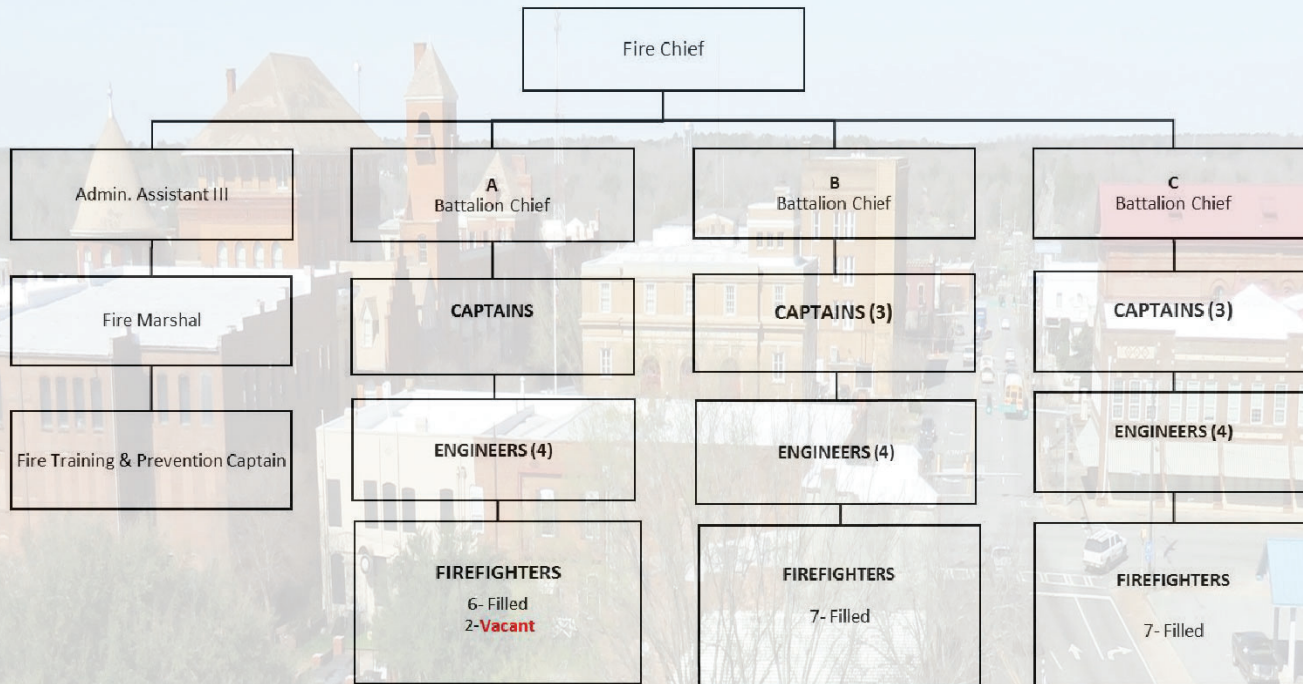 Fire Chief
Admin. Assistant III
A
Battalion Chief
B
Battalion Chief
C
Battalion Chief
Fire Marshal
CAPTAINS
CAPTAINS (3)
CAPTAINS (3)
Fire Training & Prevention Captain
ENGINEERS (4)
ENGINEERS (4)
ENGINEERS (4)
FIREFIGHTERS
6- Filled
2-Vacant
FIREFIGHTERS
7- Filled
FIREFIGHTERS
7- Filled